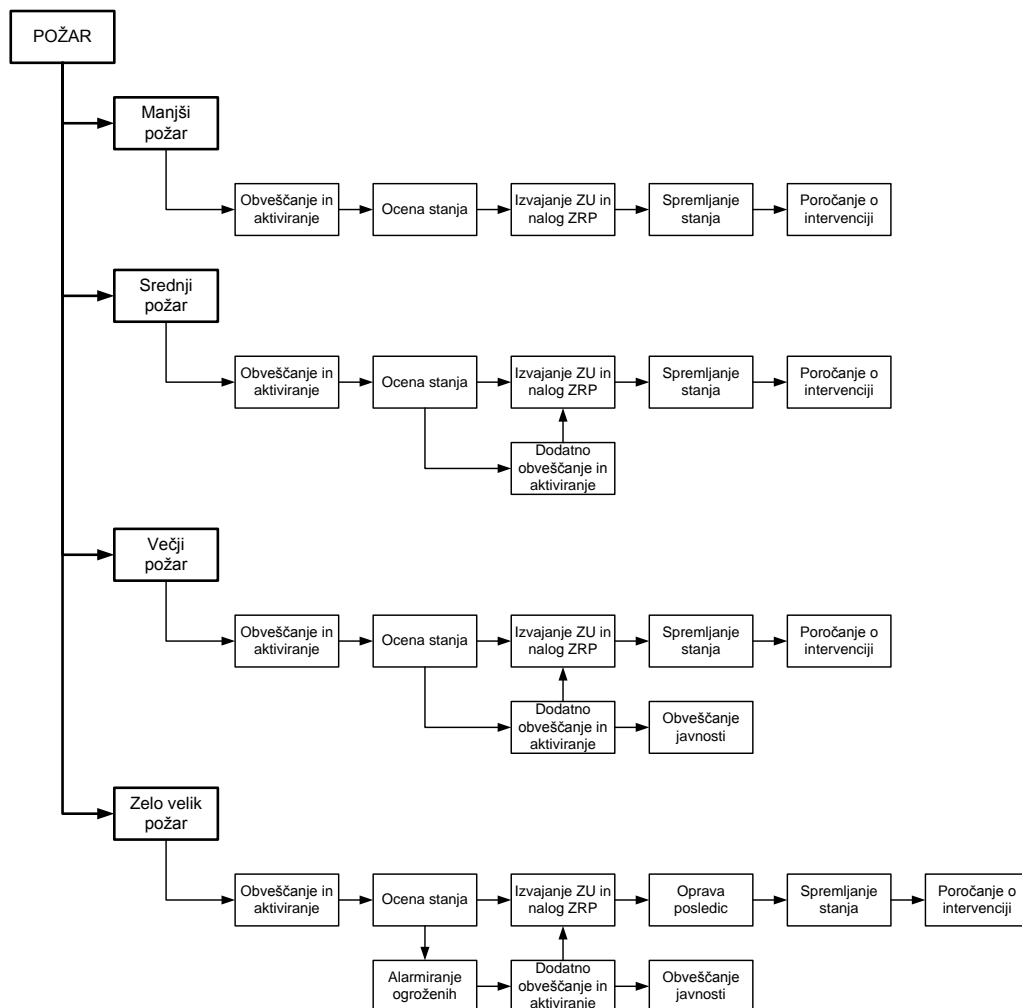 POŽAR
Manjši
požar
Obveščanje in
aktiviranje
Ocena stanja
Izvajanje ZU in
nalog ZRP
Spremljanje
stanja
Poročanje o
intervenciji
Srednji
požar
Obveščanje in
aktiviranje
Ocena stanja
Izvajanje ZU in
nalog ZRP
Spremljanje
stanja
Poročanje o
intervenciji
Dodatno
obveščanje in
aktiviranje
Večji
požar
Obveščanje in
aktiviranje
Ocena stanja
Izvajanje ZU in
nalog ZRP
Spremljanje
stanja
Poročanje o
intervenciji
Dodatno
obveščanje in
aktiviranje
Obveščanje
javnosti
Zelo velik
požar
Obveščanje in
aktiviranje
Ocena stanja
Izvajanje ZU in
nalog ZRP
Oprava
posledic
Spremljanje
stanja
Poročanje o
intervenciji
Alarmiranje
ogroženih
Dodatno
obveščanje in
aktiviranje
Obveščanje
javnosti